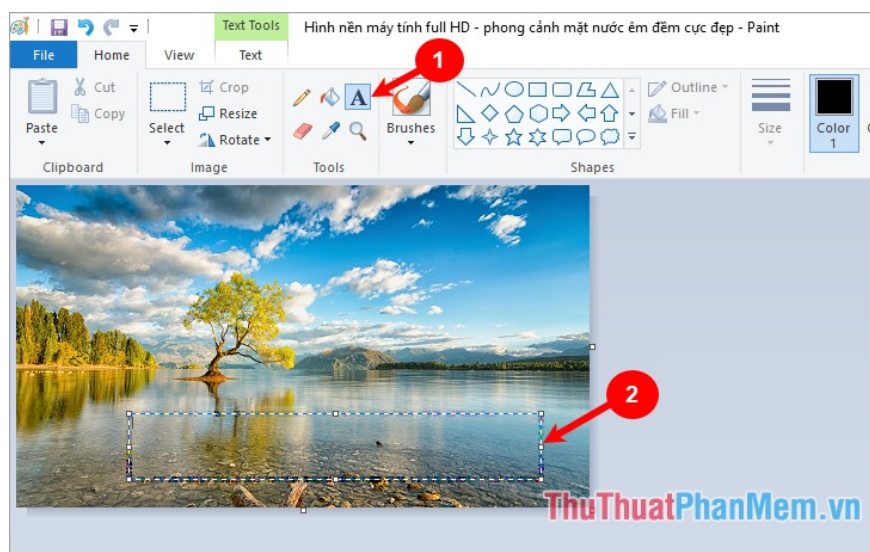 Text Tools
Hình nền máy tính full HD - phong cảnh mặt nước êm đềm cực đẹp - Paint
File Home View Text
1
Cut
Copy
Paste
Clipboard
Select
Crop
Resize
Rotate
Image
A
Tools
Brushes
Outline
Fill
Shapes
Size
Color
1
2
ThuThuatPhanMem.vn